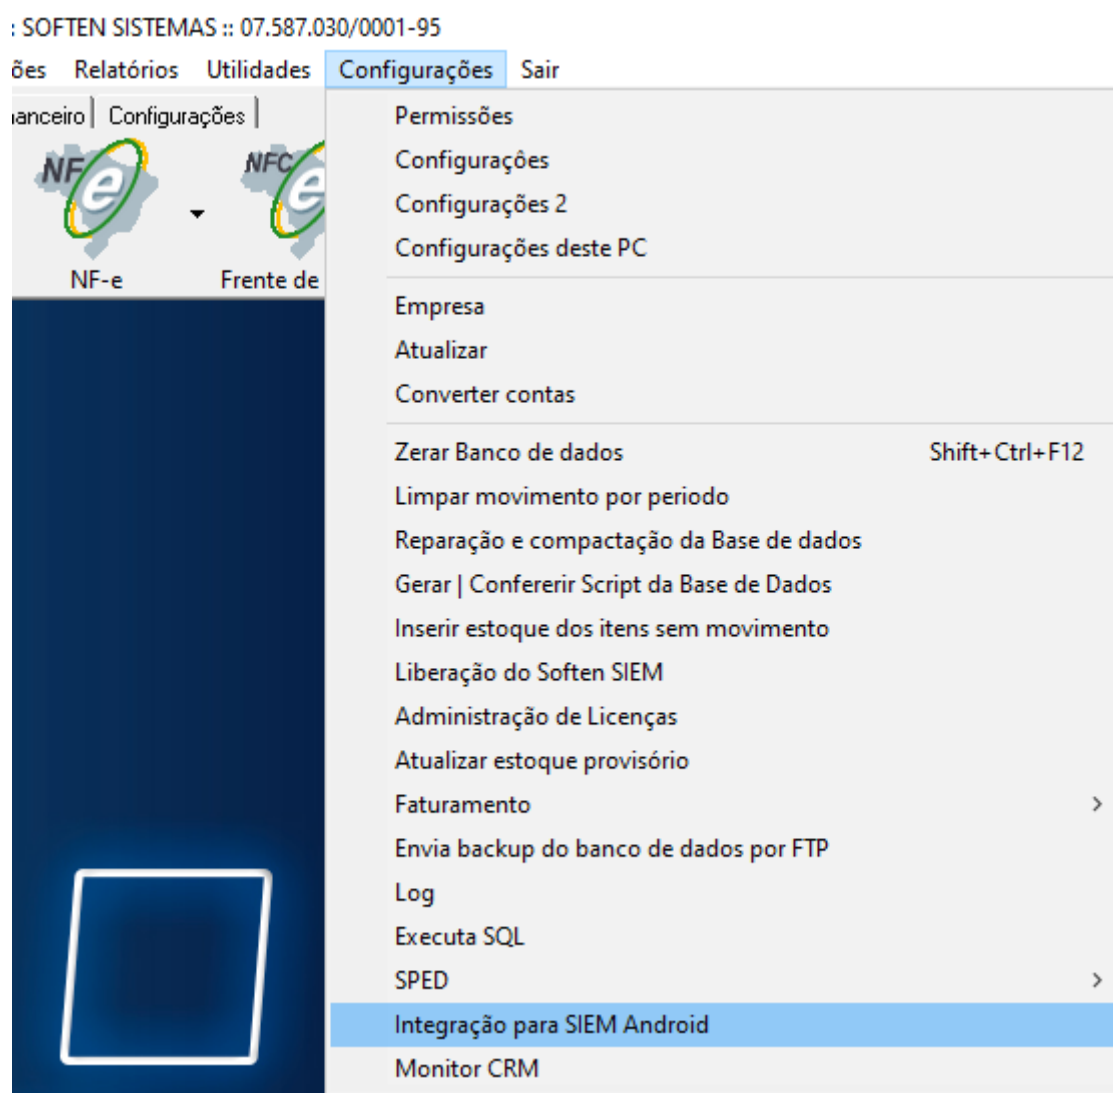 : SOFTEN SISTEMAS :: 07.587.030/0001-95
ões Relatórios Utilidades Configurações Sair
anceiro Configurações
NFe NFCe
NF-e Frente de
Permissões
Configuraçôes
Configurações 2
Configurações deste PC
Empresa
Atualizar
Converter contas
Zerar Banco de dados Shift+Ctrl+F12
Limpar movimento por periodo
Reparação e compactação da Base de dados
Gerar | Confererir Script da Base de Dados
Inserir estoque dos itens sem movimento
Liberação do Soften SIEM
Administração de Licenças
Atualizar estoque provisório
Faturamento
Envia backup do banco de dados por FTP
Log
Executa SQL
SPED
Integração para SIEM Android
Monitor CRM